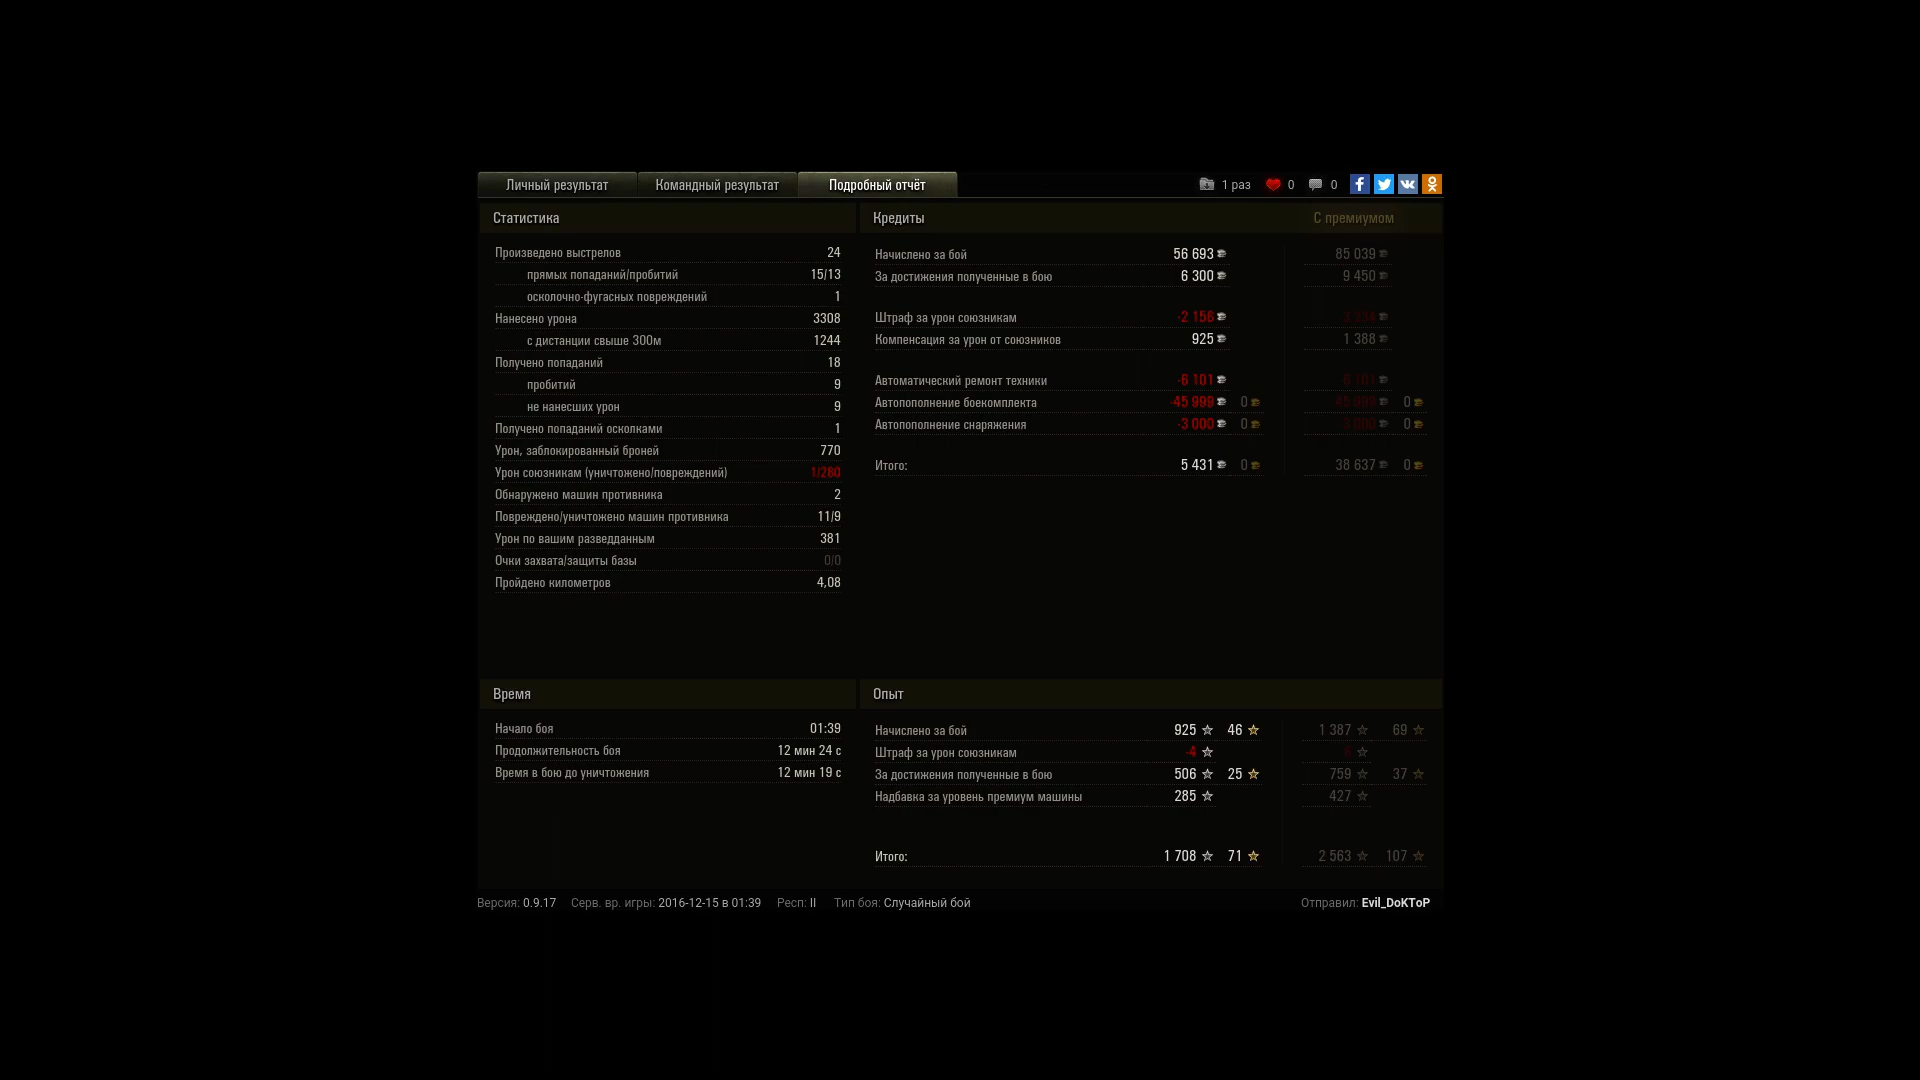 Личный результат Командный результат Подробный отчёт 1 раз 0 0
Статистика
Произведено выстрелов 24
прямых попаданий/пробитий 15/13
осколочно-фугасных повреждений 1
Нанесено урона 3308
с дистанции свыше 300м 1244
Получено попаданий 18
пробитий 9
не нанесших урон 9
Получено попаданий осколками 1
Урон, заблокированный броней 770
Урон союзникам (уничтожено/повреждений) 1/280
Обнаружено машин противника 2
Повреждено/уничтожено машин противника 11/9
Урон по вашим разведданным 381
Очки захвата/защиты базы 0/0
Пройдено километров 4,08
Кредиты С премиумом
Начислено за бой 56 693 85 039
За достижения полученные в бою 6 300 9 450
Штраф за урон союзникам -2 156 -3 234
Компенсация за урон от союзников 925 1 388
Автоматический ремонт техники -6 101 -6 101
Автопополнение боекомплекта -45 999 0 -45 999 0
Автопополнение снаряжения -3 000 0 -3 000 0
Итого: 5 431 0 38 637 0
Время
Начало боя 01:39
Продолжительность боя 12 мин 24 с
Время в бою до уничтожения 12 мин 19 с
Опыт
Начислено за бой 925 46 1 387 69
Штраф за урон союзникам -4
За достижения полученные в бою 506 25 759 37
Надбавка за уровень премиум машины 285 427
Итого: 1 708 71 2 563 107
Версия: 0.9.17 Серв. вр. игры: 2016-12-15 в 01:39 Респ: II Тип боя: Случайный бой Отправил: Evil_DoKToP